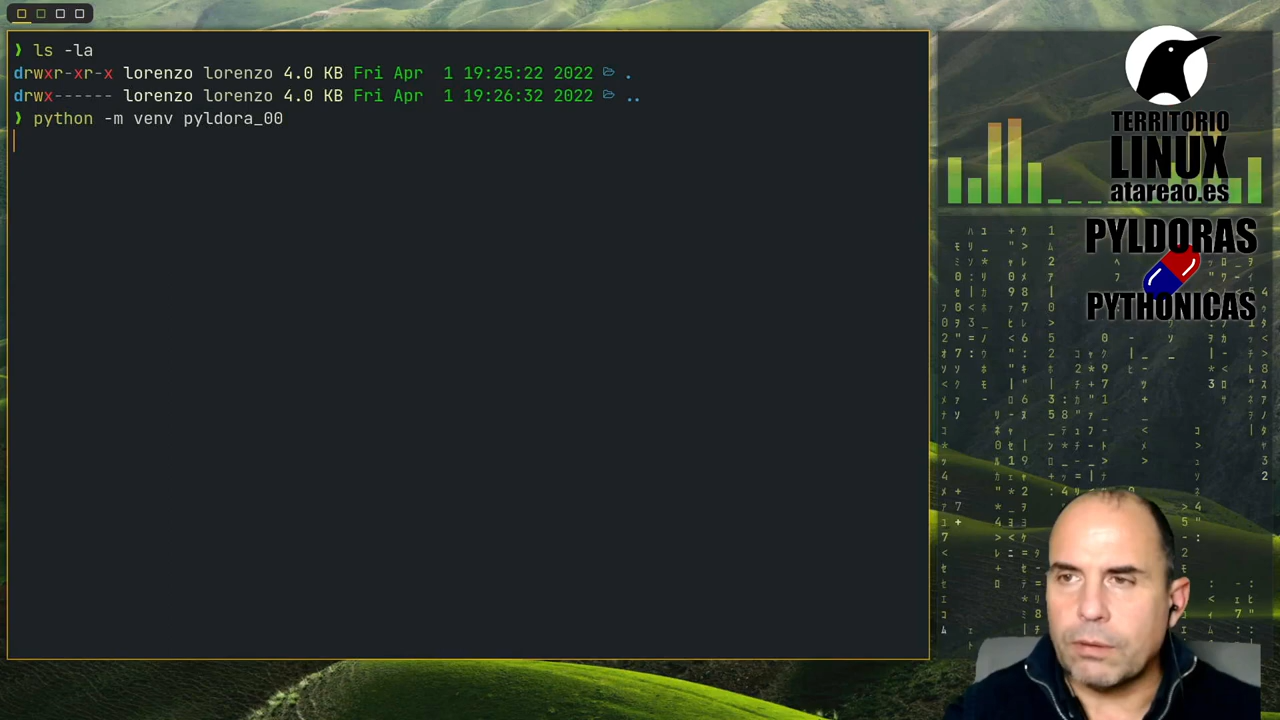 ❯ ls -la
drwxr-xr-x lorenzo lorenzo 4.0 KB Fri Apr  1 19:25:22 2022 .
drwx------ lorenzo lorenzo 4.0 KB Fri Apr  1 19:26:32 2022 ..
❯ python -m venv pyldora_00
TERRITORIO
LINUX
atareao.es
PYLDORAS
PYTHONICAS